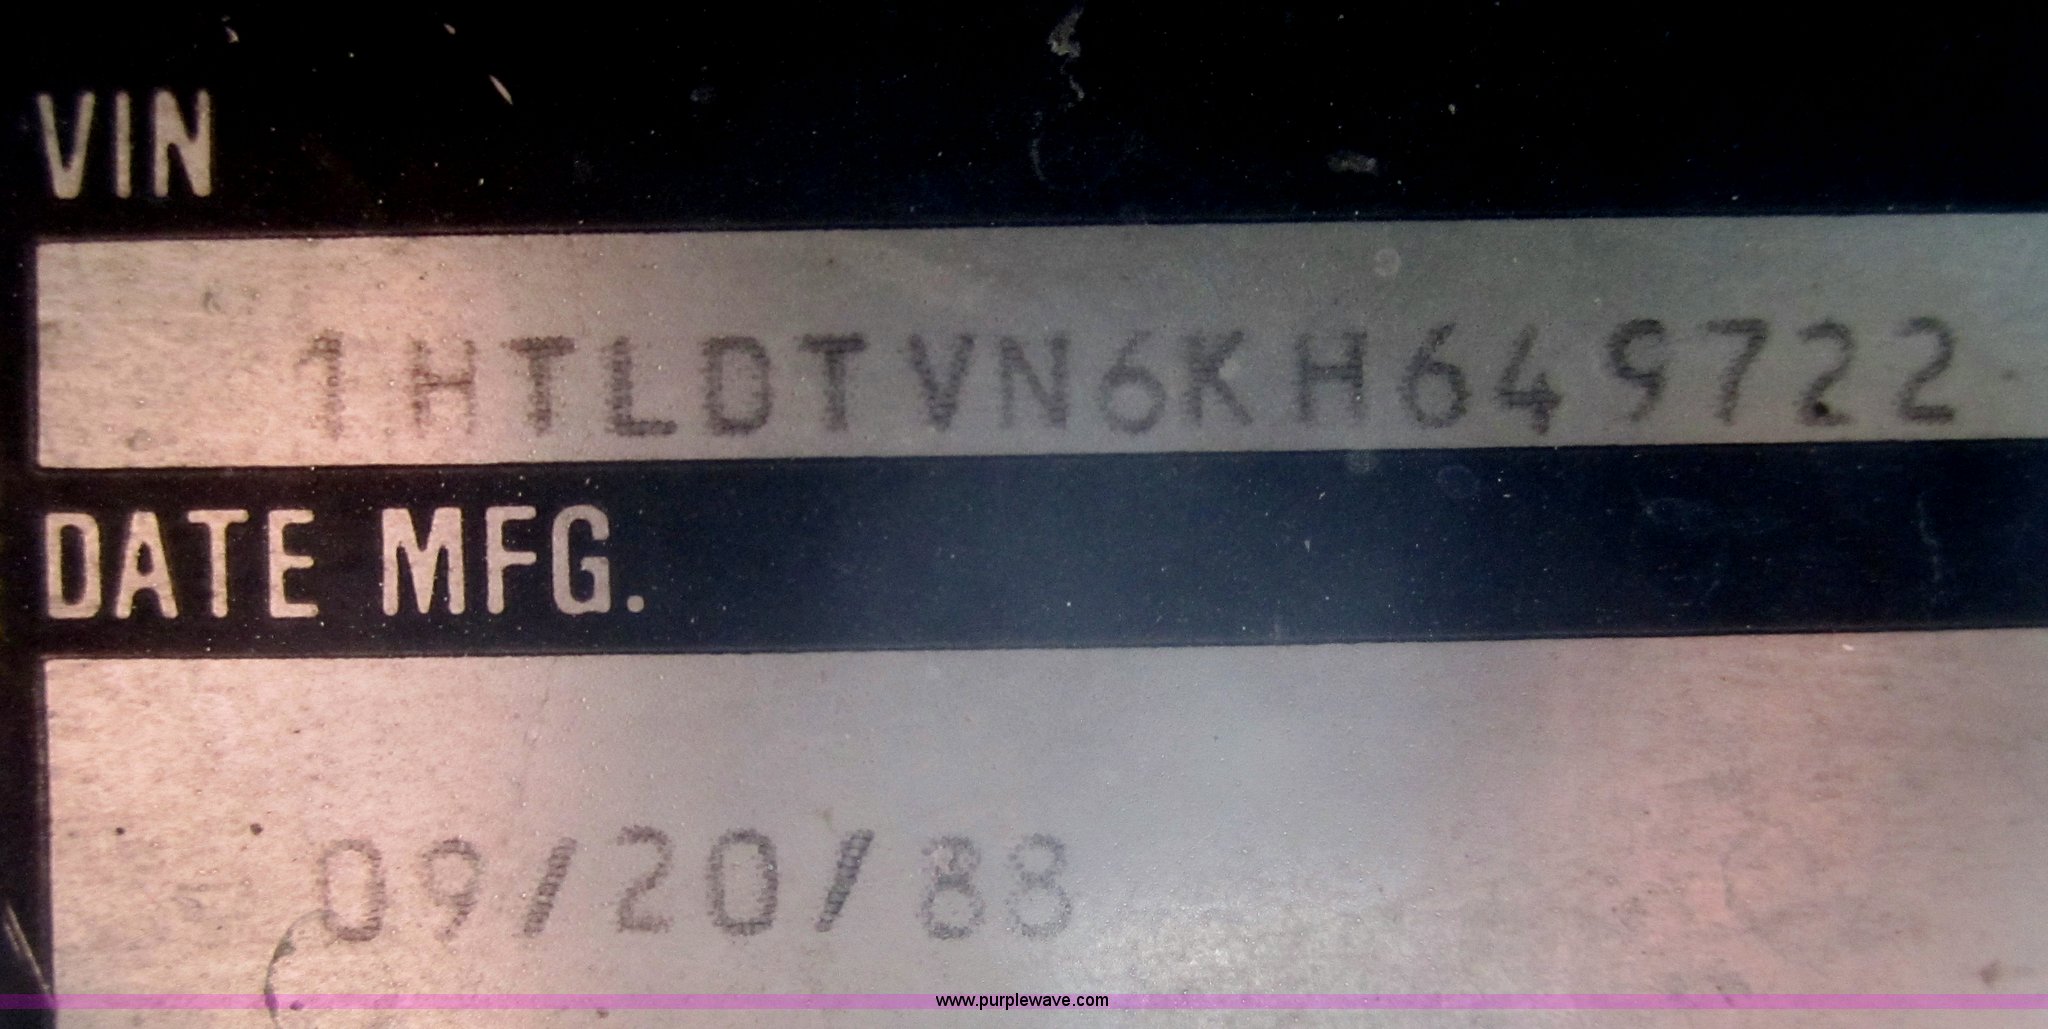 VIN
1HTLDTVN6KH649722
DATE MFG.
09/20/88
www.purplewave.com